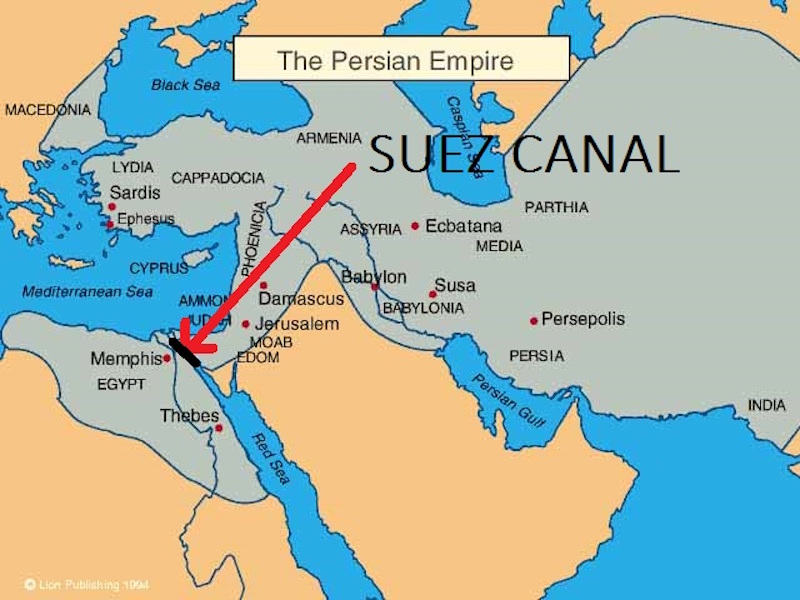 The Persian Empire
Black Sea
MACEDONIA
Caspian Sea
ARMENIA
SUEZ CANAL
LYDIA
CAPPADOCIA
Sardis
PARTHIA
Ephesus
PHOENICIA
ASSYRIA
Ecbatana
MEDIA
CYPRUS
Mediterranean Sea
Babylon
Susa
AMMON
Damascus
BABYLONIA
JUDAH
Jerusalem
Persepolis
MOAB
Memphis
EDOM
PERSIA
EGYPT
Persian Gulf
INDIA
Thebes
Red Sea
© Lion Publishing 1994